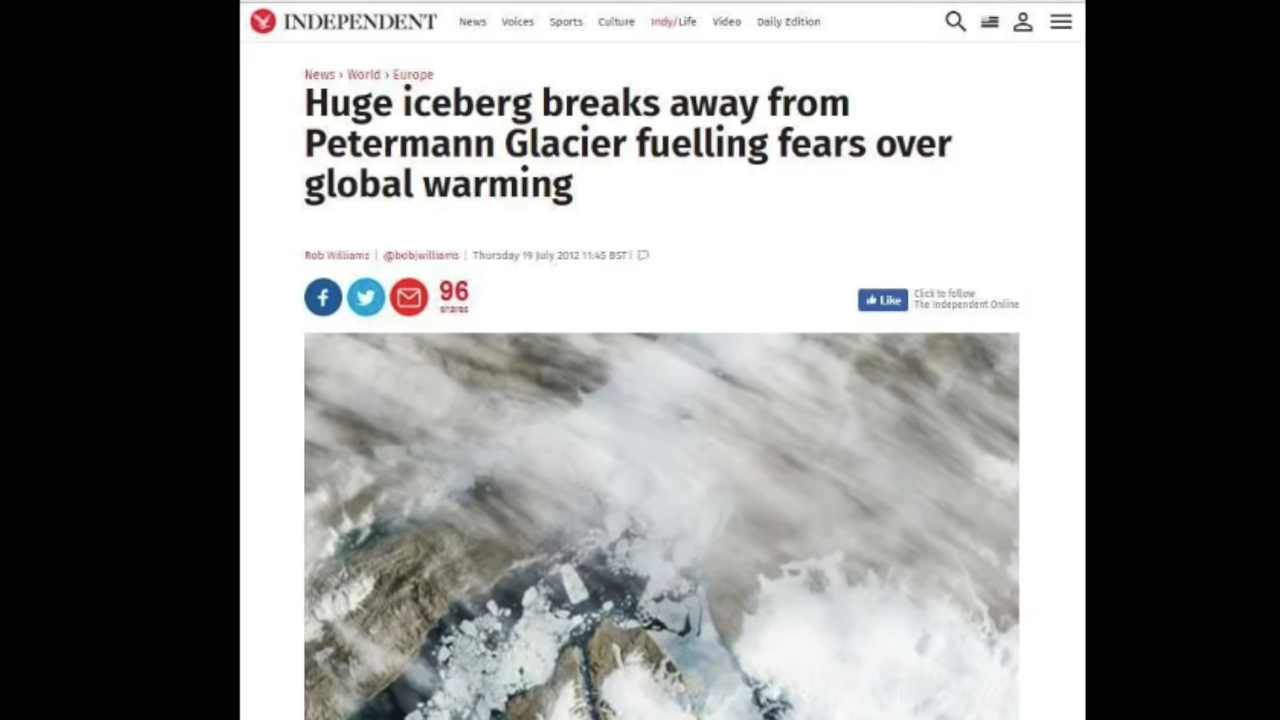 INDEPENDENT News Voices Sports Culture Indy/Life Video Daily Edition
News › World › Europe
Huge iceberg breaks away from
Petermann Glacier fuelling fears over
global warming
Rob Williams | @bobjwilliams | Thursday 19 July 2012 11:45 BST |
96
shares
Like
Click to follow
The Independent Online